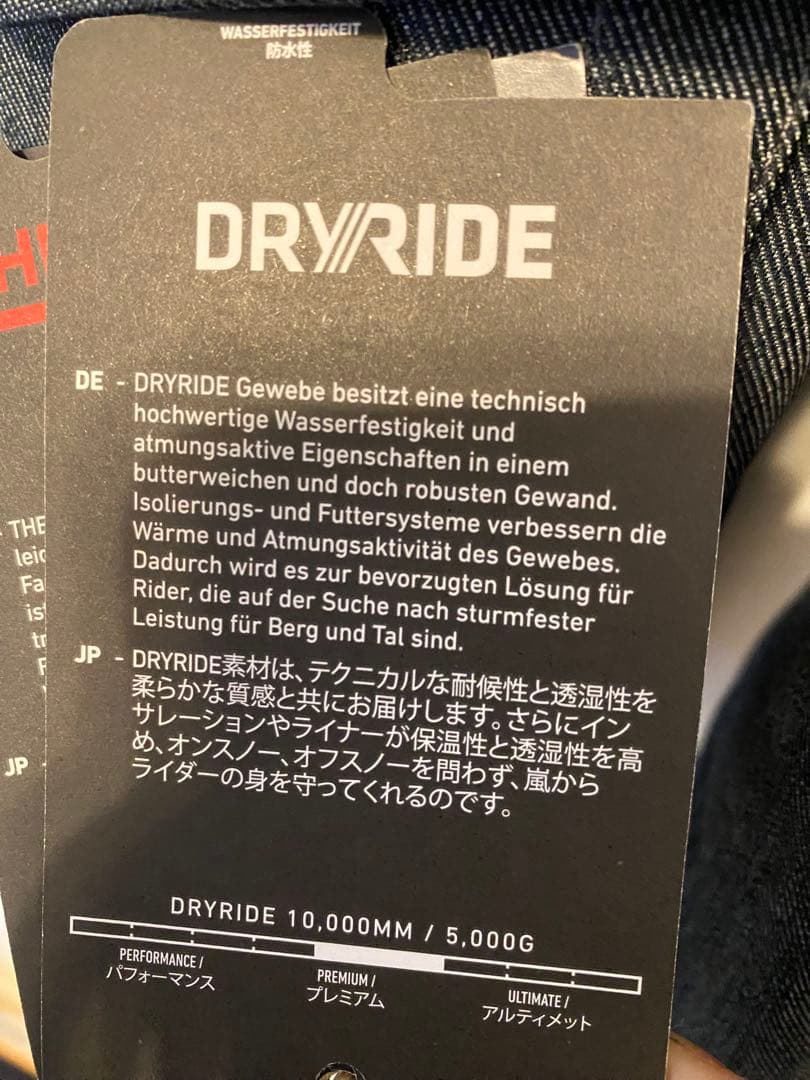 WASSERFESTIGKEIT
防水性
DRYRIDE
DE - DRYRIDE Gewebe besitzt eine technisch
hochwertige Wasserfestigkeit und
atmungsaktive Eigenschaften in einem
butterweichen und doch robusten Gewand.
Isolierungs- und Futtersysteme verbessern die
Wärme und Atmungsaktivität des Gewebes.
Dadurch wird es zur bevorzugten Lösung für
Rider, die auf der Suche nach sturmfester
Leistung für Berg und Tal sind.
JP - DRYRIDE素材は、テクニカルな耐候性と透湿性を
柔らかな質感と共にお届けします。さらにイン
サレーションやライナーが保温性と透湿性を高
め、オンスノー、オフスノーを問わず、嵐から
ライダーの身を守ってくれるのです。
DRYRIDE 10,000MM / 5,000G
PERFORMANCE /
パフォーマンス
PREMIUM /
プレミアム
ULTIMATE /
アルティメット
THE
JP -